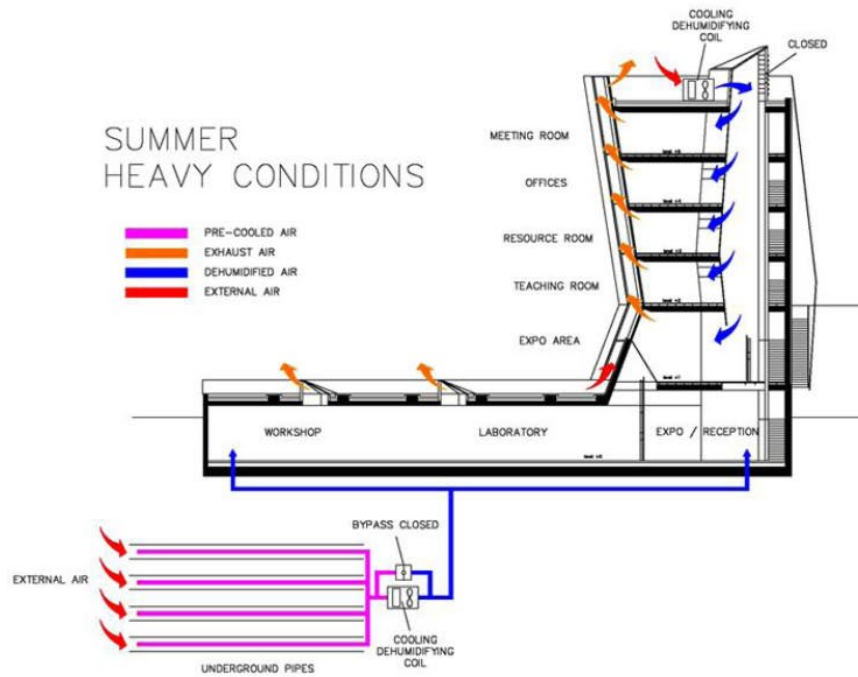 COOLING
DEHUMIDIFYING
COIL
CLOSED
SUMMER
HEAVY CONDITIONS
MEETING ROOM
OFFICES
RESOURCE ROOM
TEACHING ROOM
EXPO AREA
PRE-COOLED AIR
EXHAUST AIR
DEHUMIDIFIED AIR
EXTERNAL AIR
WORKSHOP
LABORATORY
EXPO / RECEPTION
BYPASS CLOSED
EXTERNAL AIR
COOLING
DEHUMIDIFYING
COIL
UNDERGROUND PIPES